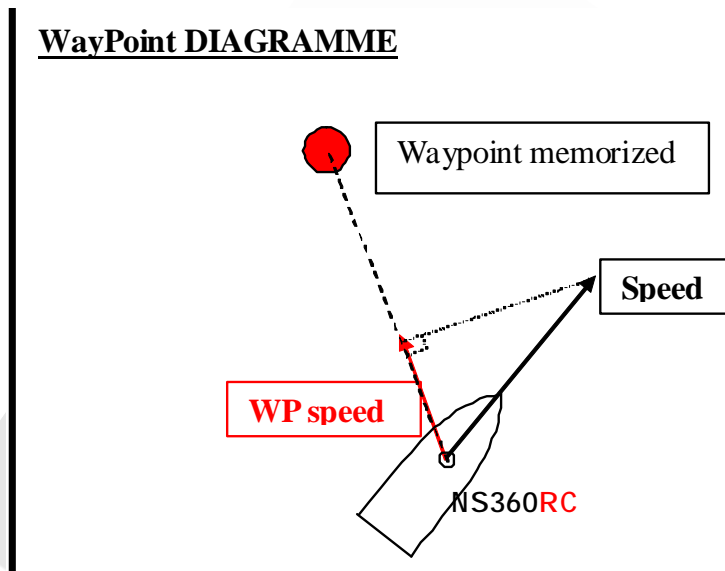 WayPoint DIAGRAMME
Waypoint memorized
Speed
WP speed
NS360RC